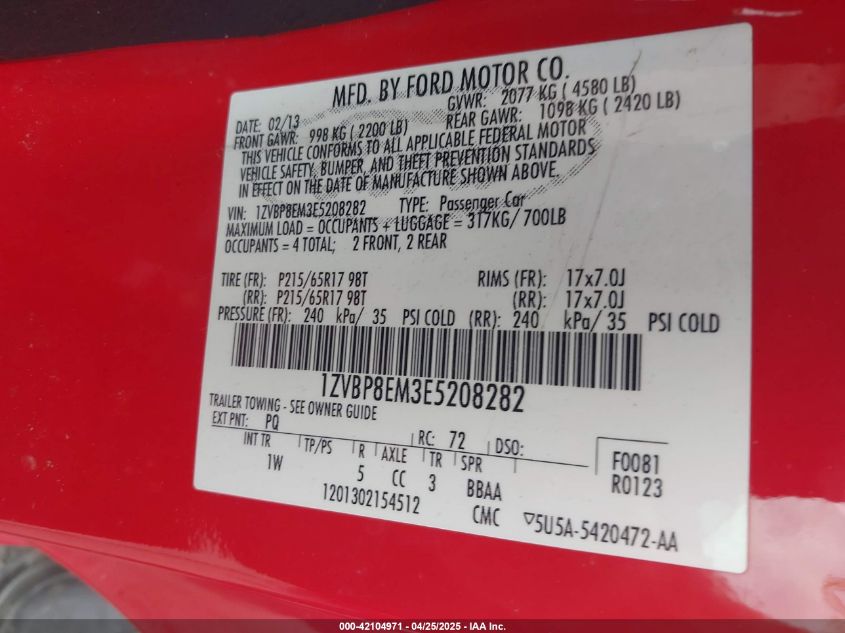 MFD. BY FORD MOTOR CO.
DATE: 02/13 GVWR: 2077 KG ( 4580 LB)
FRONT GAWR: 998 KG ( 2200 LB) REAR GAWR: 1098 KG ( 2420 LB)
THIS VEHICLE CONFORMS TO ALL APPLICABLE FEDERAL MOTOR
VEHICLE SAFETY, BUMPER, AND THEFT PREVENTION STANDARDS
IN EFFECT ON THE DATE OF MANUFACTURE SHOWN ABOVE.
VIN: 1ZVBP8EM3E5208282 TYPE: Passenger Car
MAXIMUM LOAD = OCCUPANTS + LUGGAGE = 317KG/ 700LB
OCCUPANTS = 4 TOTAL; 2 FRONT, 2 REAR
TIRE (FR): P215/65R17 98T RIMS (FR): 17x7.0J
(RR): P215/65R17 98T (RR): 17x7.0J
PRESSURE (FR): 240 kPa/ 35 PSI COLD (RR): 240 kPa/ 35 PSI COLD
1ZVBP8EM3E5208282
TRAILER TOWING - SEE OWNER GUIDE
EXT PNT: PQ RC: 72 DSO:
INT TR TP/PS R AXLE TR SPR
1W 5 CC 3 BBAA
F0081
R0123
1201302154512 CMC ▽5U5A-5420472-AA
000-42104971 - 04/25/2025 - IAA Inc.